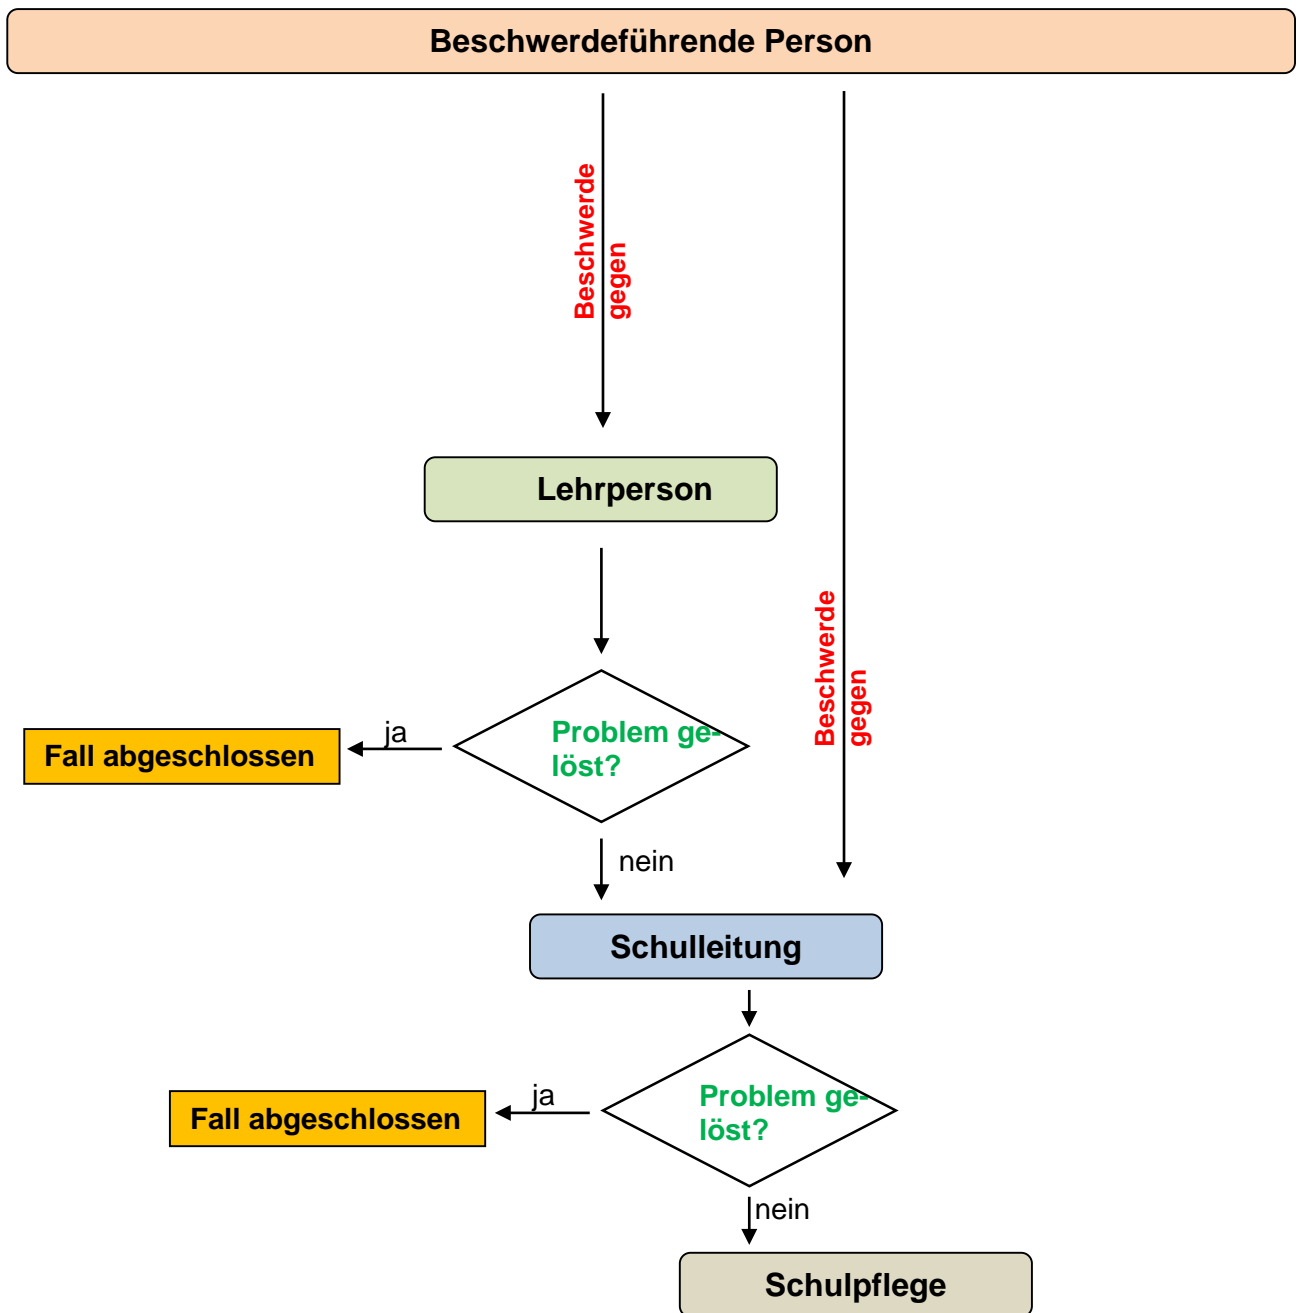 Beschwerdeführende Person
Beschwerde
gegen
Lehrperson
Beschwerde
gegen
Problem ge-
löst?
ja
Fall abgeschlossen
nein
Schulleitung
Problem ge-
löst?
ja
Fall abgeschlossen
nein
Schulpflege